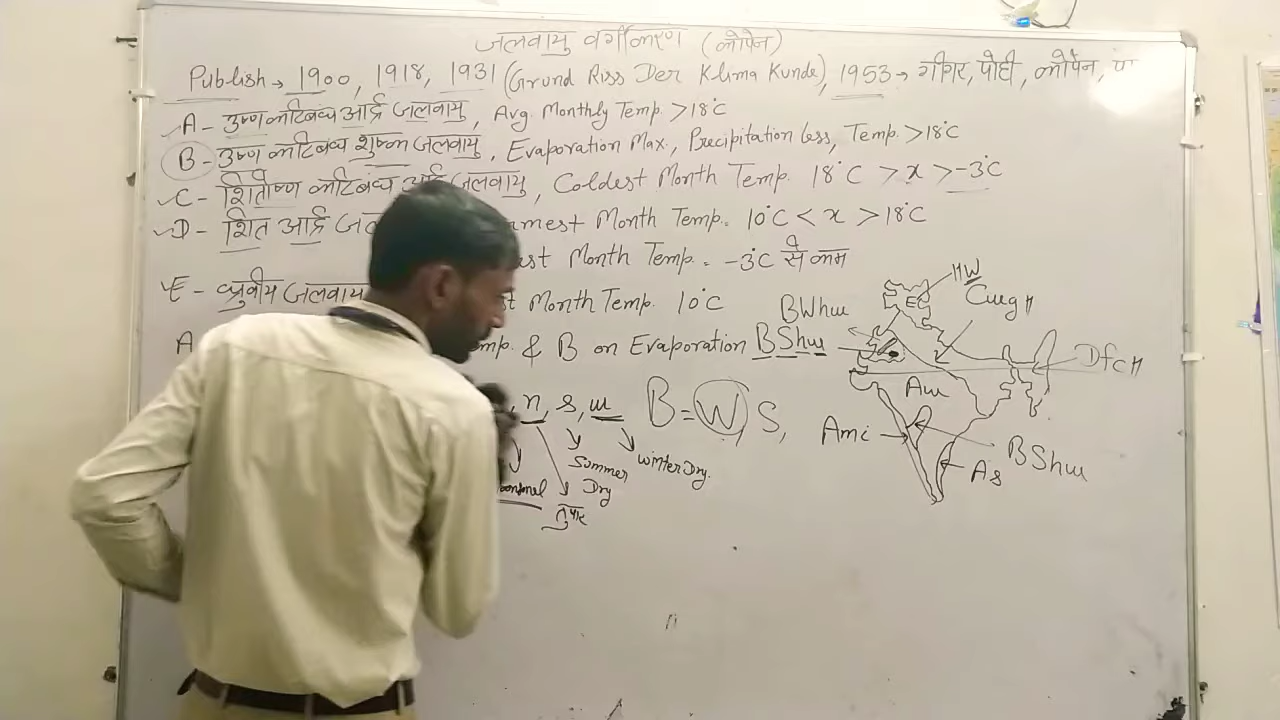 जलवायु वर्गीकरण (कोपेन)
Publish → 1900, 1918, 1931 (Grund Riss Der Klima Kunde), 1953 → गीगर, पोही, कोपेन,
A - उष्ण कटिबन्ध आर्द्र जलवायु, Avg. Monthly Temp. > 18°C
B - उष्ण कटिबन्ध शुष्क जलवायु, Evaporation Max., Precipitation less, Temp. > 18°C
C - शितोष्ण कटिबन्ध आर्द्र जलवायु, Coldest Month Temp. 18°C > x > -3°C
D - शित आर्द्र Month Temp. 10°C < x > 18°C
Month Temp. - -3°C से कम
E - ध्रुवीय जलवायु Month Temp. 10°C
A & B on Evaporation
, n, s, w
B = W, S,
Summer Dry
Winter Dry.
तुषार
HW
Cwg H
BWhw
BShw
Dfc H
Aw
Ami
BShw
As